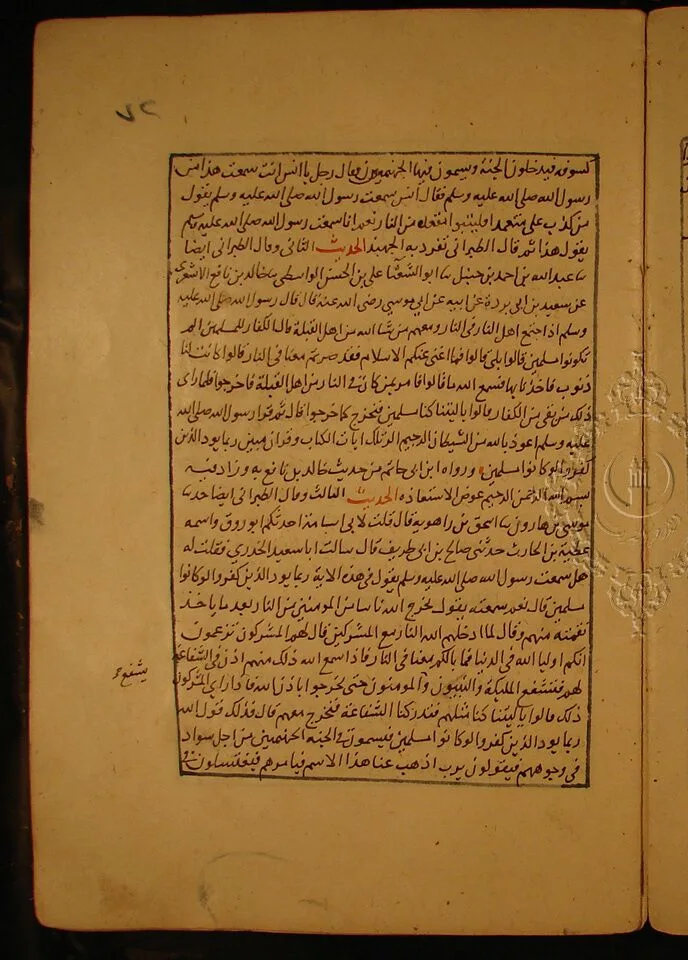 ٧٢
كسوفه فيدخلون الجنة ويسمون فيها الجهنميين فقال رجل يا انس انت سمعت هذا من
رسول الله صلى الله عليه وسلم فقال انس سمعت رسول الله صلى الله عليه وسلم يقول
من كذب على متعمدا فليتبوا مقعده من النار نعم انا سمعت رسول الله صلى الله عليه وسلم
يقول هذا ثم قال الطبراني تفرد به الجهبذ الحديث الثاني وقال الطبراني ايضا
ثنا عبد الله بن احمد بن حنبل ثنا ابو الشعثا علي بن الحسن الواسطي ثنا خالد بن نافع الاشعري
عن سعيد بن ابي بردة عن ابيه عن ابي موسي رضي الله عنه قال قال رسول الله صلى الله عليه
وسلم اذا اجتمع اهل النار في النار ومعهم من شا الله من اهل القبلة قال الكفار للمسلمين الم
تكونوا مسلمين قالوا بلى قالوا فما اغنى عنكم الاسلام فقد صرتم معنا في النار قالوا كانت لنا
ذنوب فاخذنا بها فسمع الله ما قالوا فامر بمن كان في النار من اهل القبلة فاخرجوا فلما راى
ذلك من بقى من الكفار قالوا يا ليتنا كنا مسلمين فنخرج كما خرجوا قال ثم قرا رسول الله صلى الله
عليه وسلم اعوذ بالله من الشيطان الرجيم الر تلك ايات الكتاب وقران مبين ربما يود الذين
كفروا لو كانوا مسلمين ورواه ابن ابي حاتم من حديث خالد بن نافع به وزاد فيه
بسم الله الرحمن الرحيم عوض الاستعاذه الحديث الثالث وقال الطبراني ايضا حدثنا
موسى بن هارون ثنا اسحق بن راهوية قال قلت لابي اسامة احدثكم ابو روق واسمه
عطية بن الحارث حدثني صالح بن ابي طريف قال سالت ابا سعيد الخدري فقلت له
هل سمعت رسول الله صلى الله عليه وسلم يقول في هذه الاية ربما يود الذين كفروا لو كانوا
مسلمين قال نعم سمعته يقول يخرج الله ناسا من المومنين من النار بعد ما ياخذ
نقمته منهم وقال لما ادخلهم الله النار مع المشركين قال لهم المشركون تزعمون
انكم اوليا الله في الدنيا فما بالكم معنا في النار فاذا سمع الله ذلك منهم اذن في الشفاعة
لهم فتشفع المليكة والنبيون والمومنون حتى يخرجوا باذن الله فاذا راى المشركون
ذلك قالوا يا ليتنا كنا مثلهم فتدركنا الشفاعة فنخرج معهم قال فذلك قول الله
ربما يود الذين كفروا لو كانوا مسلمين فيسمون في الجنة الجهنميين من اجل سواد
في وجوههم فيقولون يرب اذهب عنا هذا الاسم فيامرهم فيغتسلون
يشفع